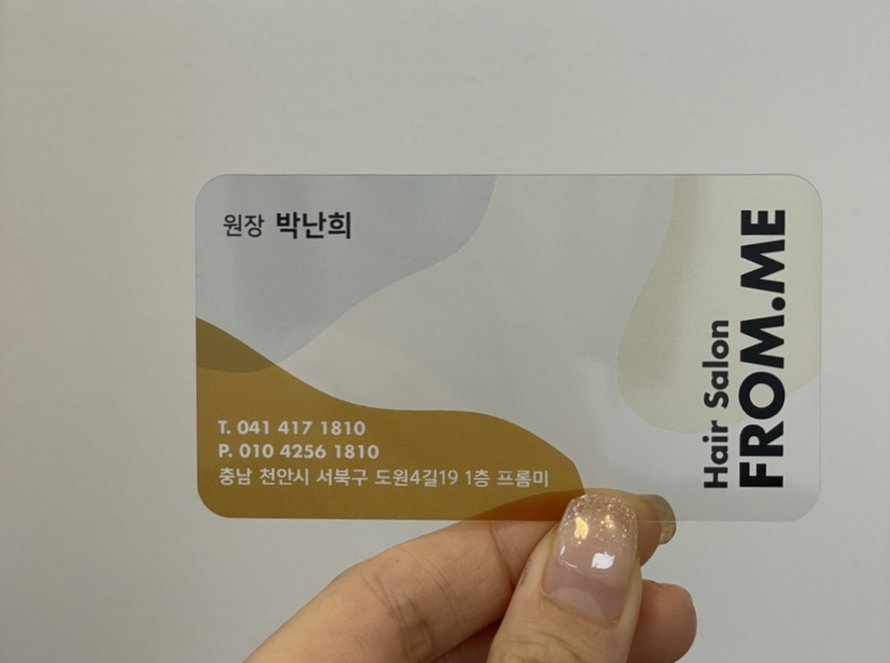 원장 박난희
T. 041 417 1810
P. 010 4256 1810
충남 천안시 서북구 도원4길19 1층 프롬미
Hair Salon
FROM.ME